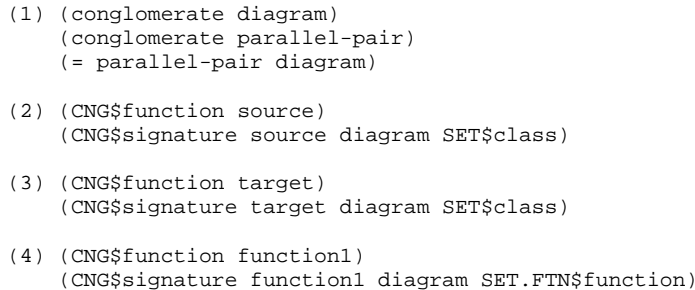 (1) (conglomerate diagram)
(conglomerate parallel-pair)
(= parallel-pair diagram)
(2) (CNG$function source)
(CNG$signature source diagram SET$class)
(3) (CNG$function target)
(CNG$signature target diagram SET$class)
(4) (CNG$function function1)
(CNG$signature function1 diagram SET.FTN$function)